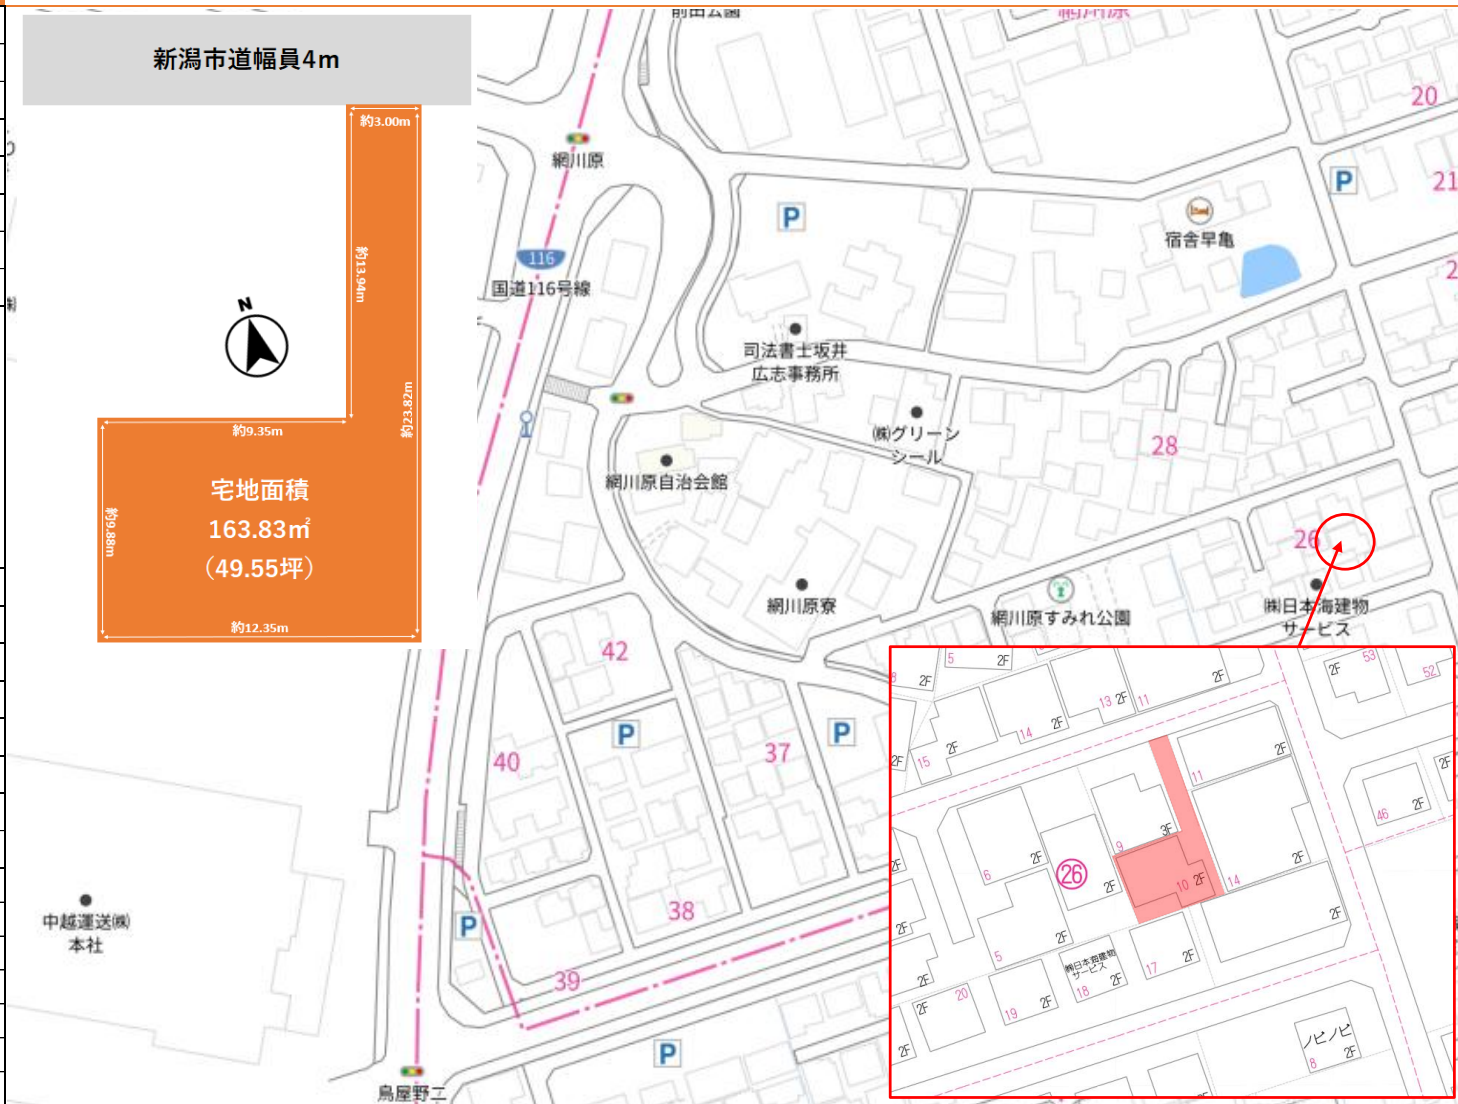 新潟市道幅員4m
約3.00m
約13.94m
約23.82m
N
約9.35m
宅地面積
163.83㎡
（49.55坪）
約9.88m
約12.35m
網川原
20
網川原
P
21
P
宿舎早亀
116
国道116号線
司法書士坂井
広志事務所
㈱グリーン
シール
28
網川原自治会館
26
網川原寮
網川原すみれ公園
㈱日本海建物
サービス
42
P
P
37
40
38
P
39
中越運送㈱
本社
P
鳥屋野二
5
2F
2F
2F
2F
53
52
13
2F
11
14
2F
15
2F
2F
11
2F
46
2F
2F
3F
9
6
2F
26
2F
10
2F
14
2F
2F
2F
2F
5
2F
㈱日本海建物
サービス
18
2F
17
2F
2F
20
2F
19
2F
2F
ノビノビ
8
2F
2F